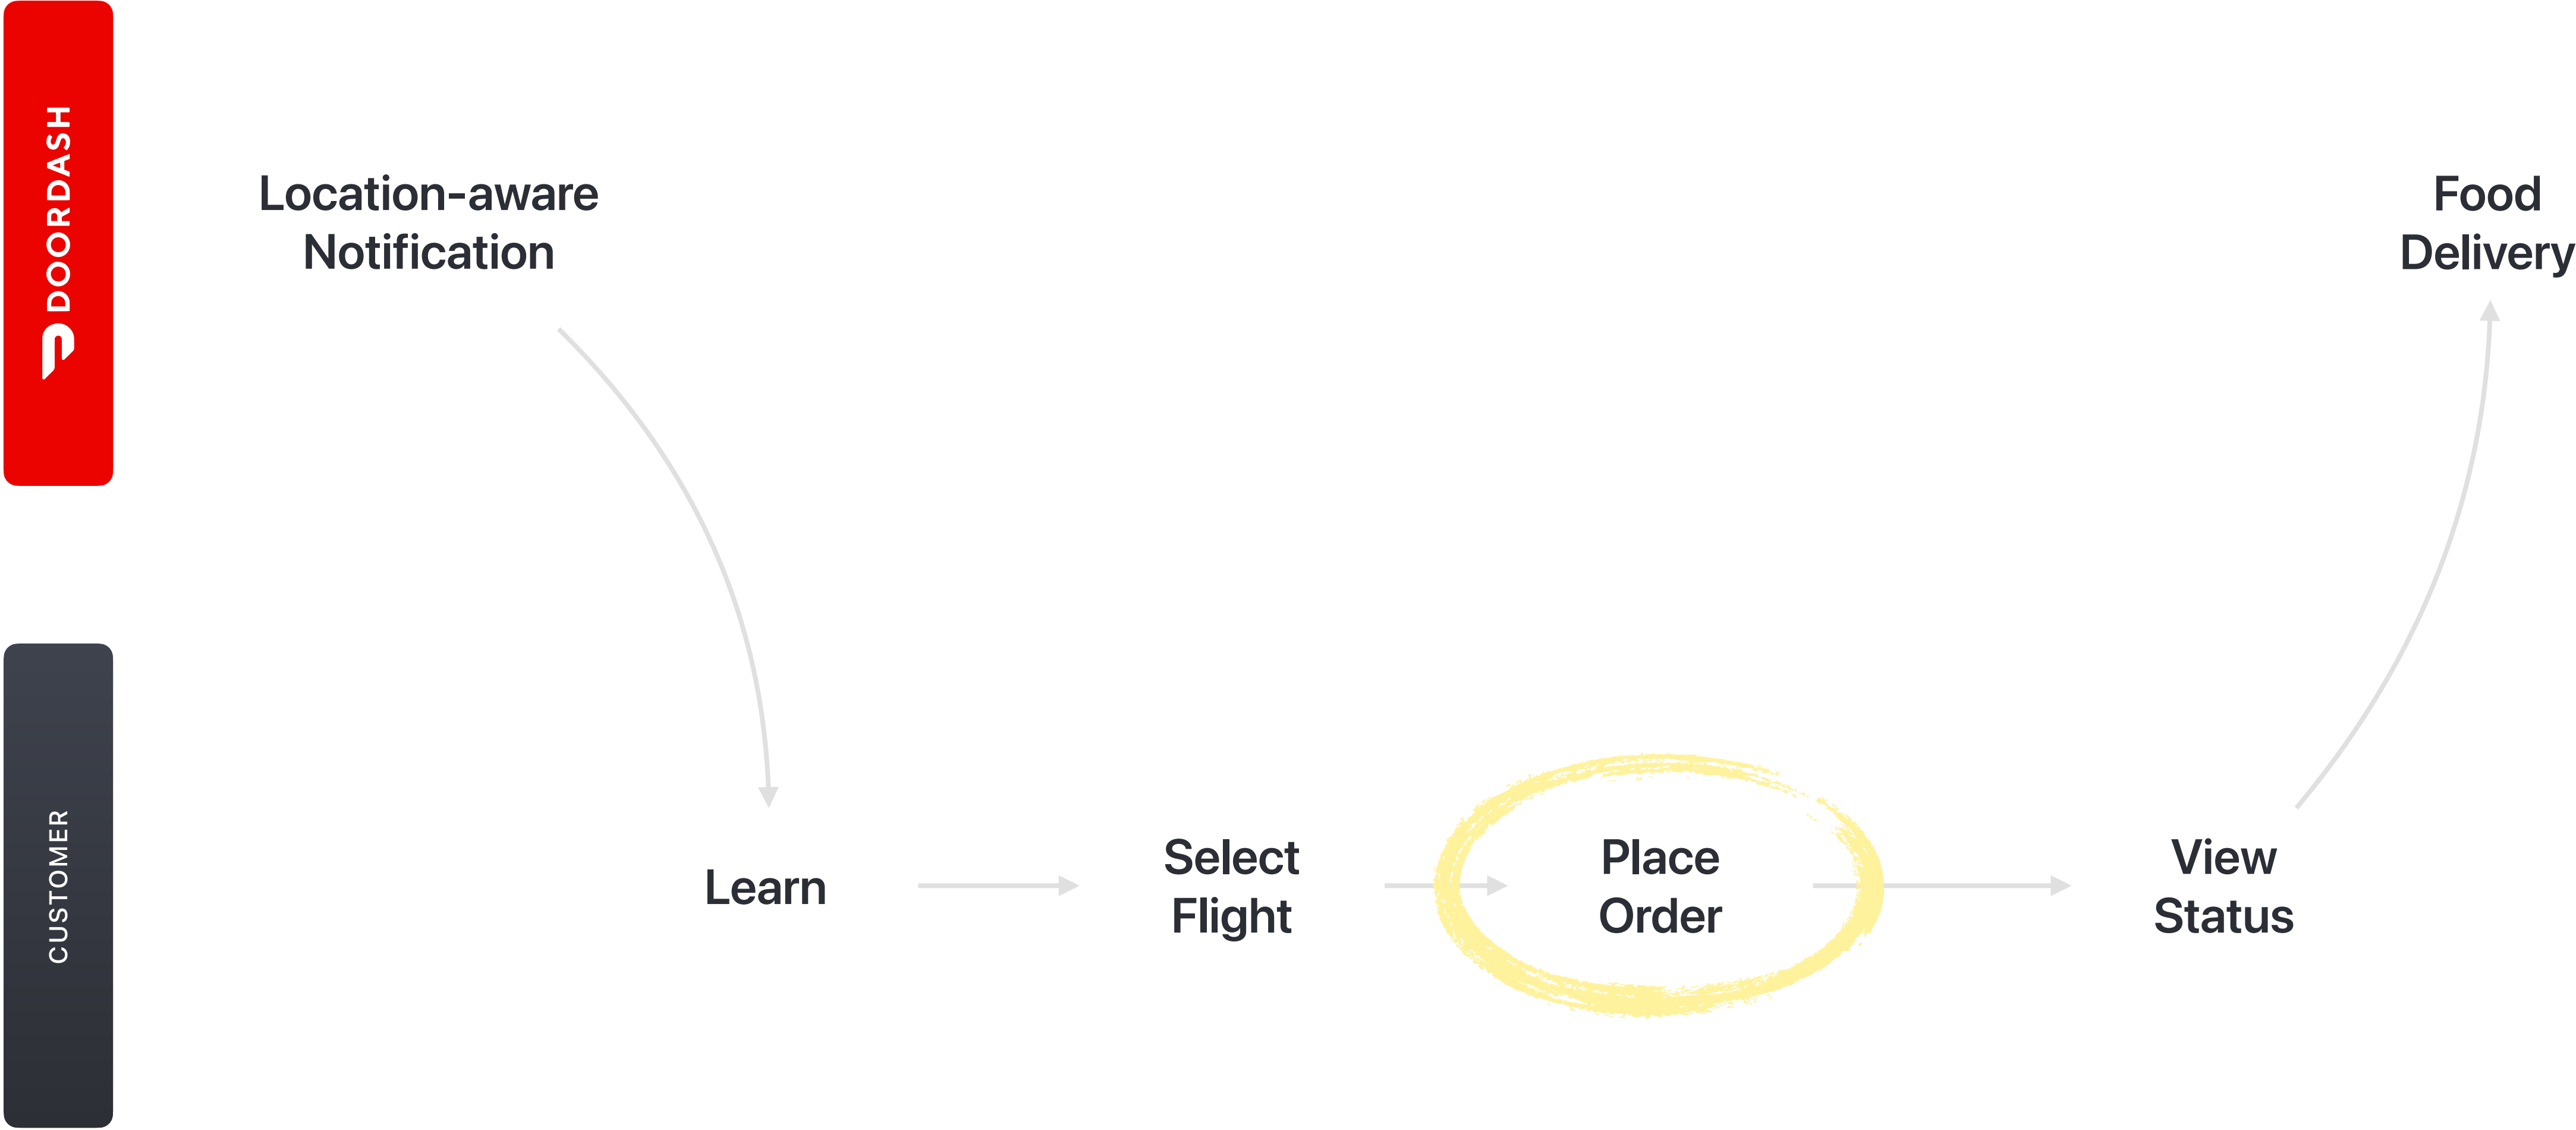 DOORDASH
Location-aware
Notification
Food
Delivery
CUSTOMER
Learn
Select
Flight
Place
Order
View
Status